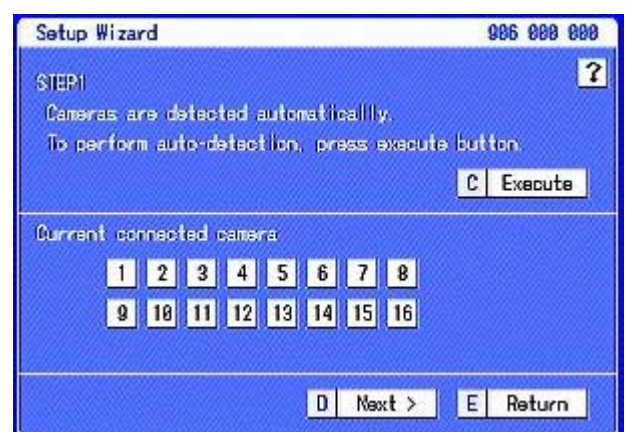 Setup Wizard 906 000 000
?
STEP1
Cameras are detected automatically.
To perform auto-detection, press execute button.
C Execute
Current connected camera
1 2 3 4 5 6 7 8
9 10 11 12 13 14 15 16
D Next > E Return